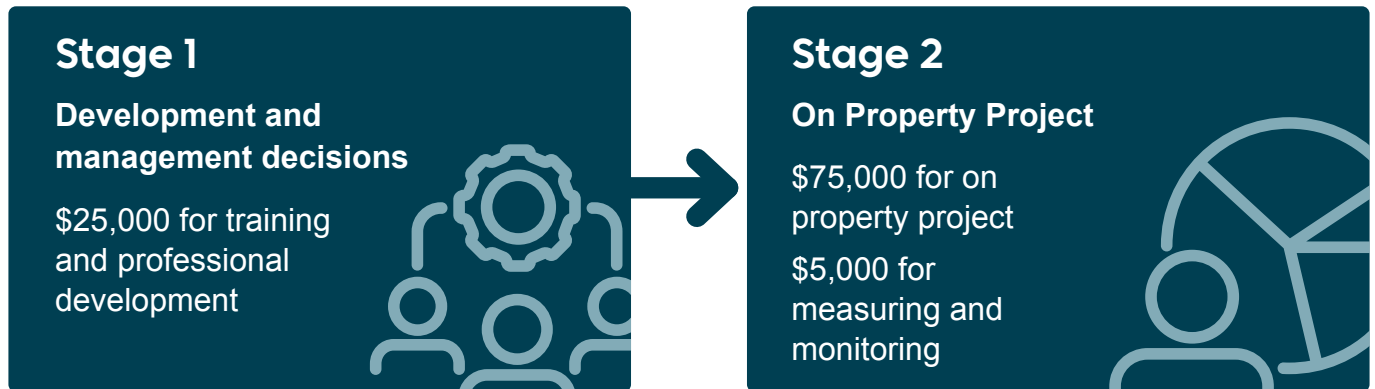 Stage 1
Development and
management decisions
$25,000 for training
and professional
development
Stage 2
On Property Project
$75,000 for on
property project
$5,000 for
measuring and
monitoring